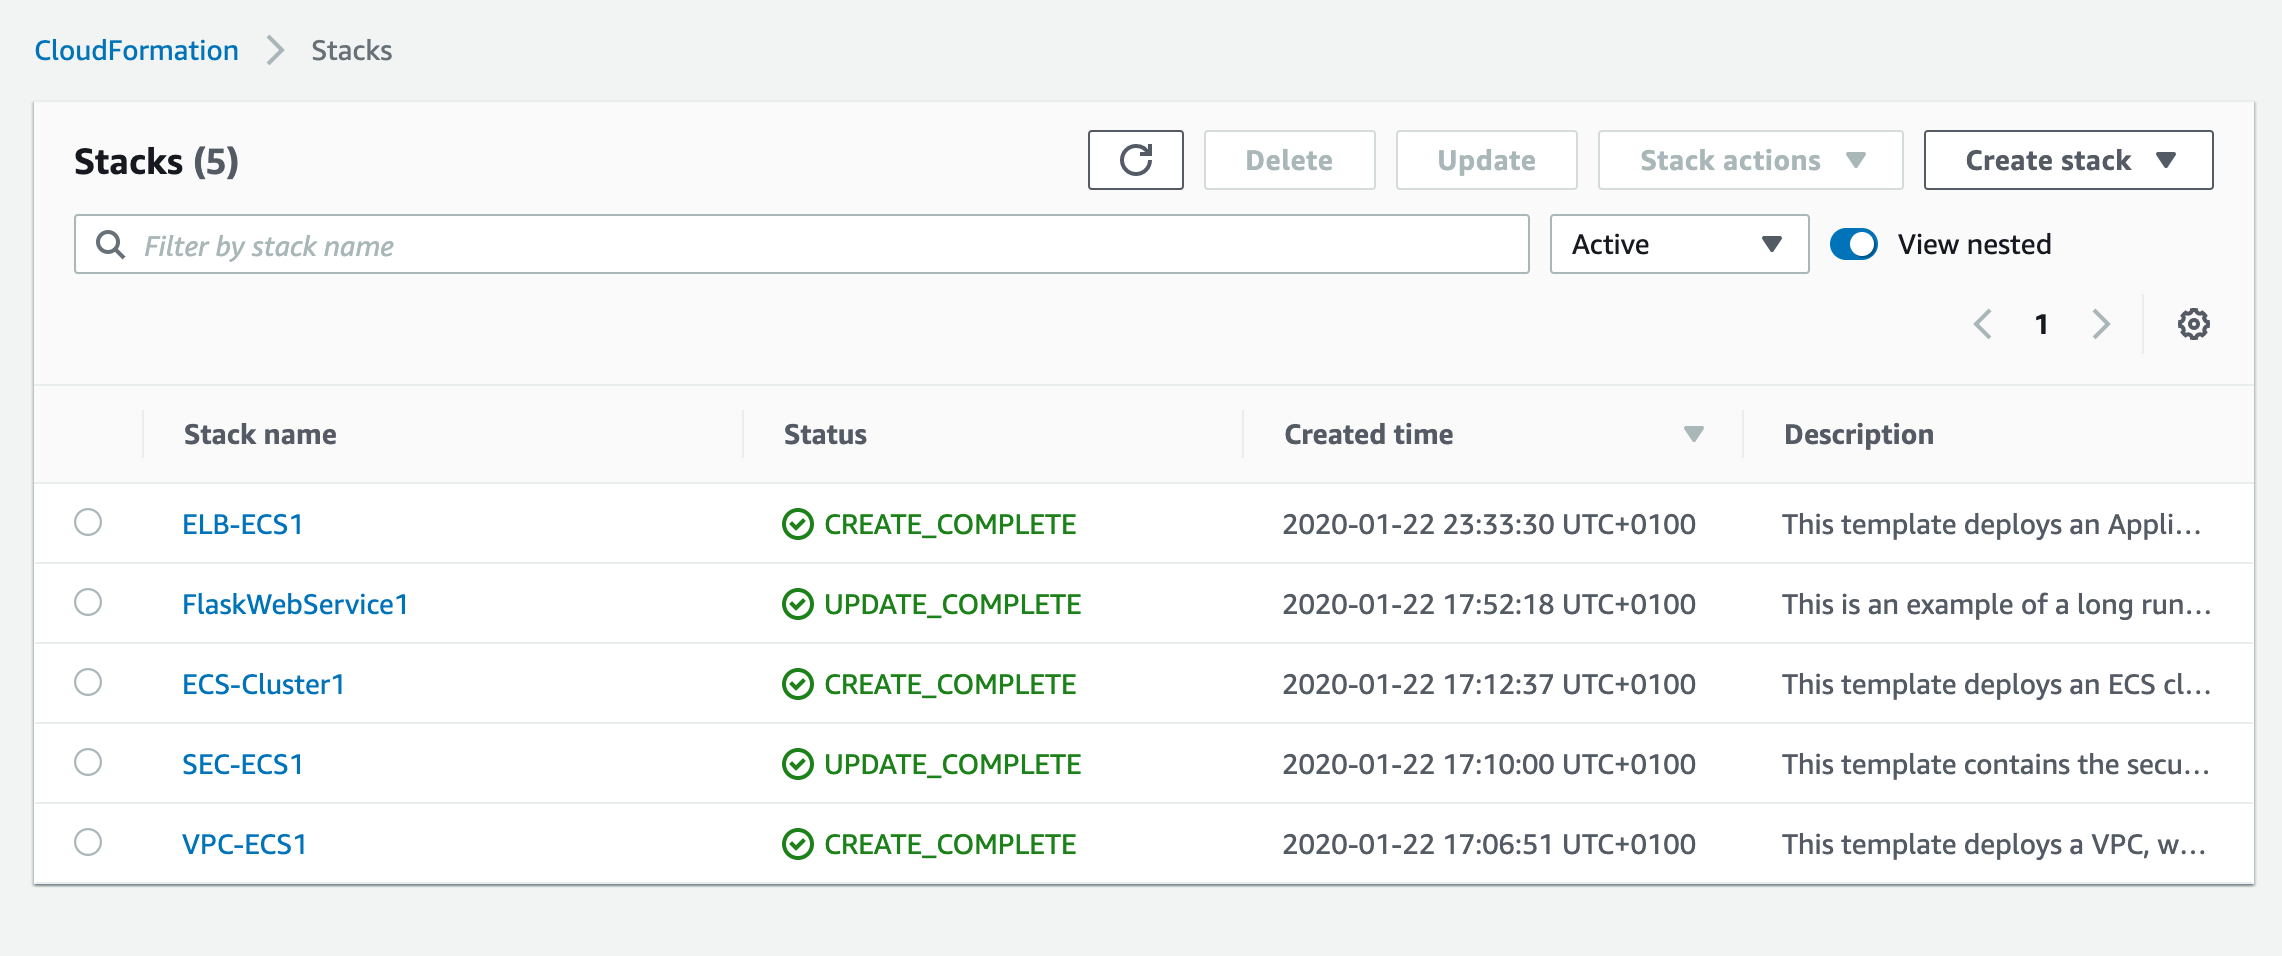 CloudFormation Stacks
Stacks (5) Delete Update Stack actions Create stack
Filter by stack name Active View nested
1
Stack name Status Created time Description
ELB-ECS1 CREATE_COMPLETE 2020-01-22 23:33:30 UTC+0100 This template deploys an Appli...
FlaskWebService1 UPDATE_COMPLETE 2020-01-22 17:52:18 UTC+0100 This is an example of a long run...
ECS-Cluster1 CREATE_COMPLETE 2020-01-22 17:12:37 UTC+0100 This template deploys an ECS cl...
SEC-ECS1 UPDATE_COMPLETE 2020-01-22 17:10:00 UTC+0100 This template contains the secu...
VPC-ECS1 CREATE_COMPLETE 2020-01-22 17:06:51 UTC+0100 This template deploys a VPC, w...